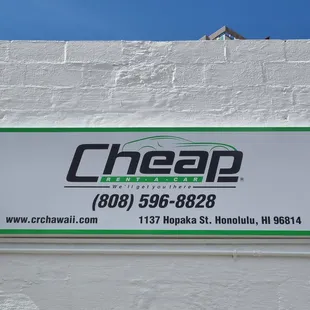 Cheap®
RENT-A-CAR
We'll get you there
(808) 596-8828
www.crchawaii.com 1137 Hopaka St. Honolulu, HI 96814